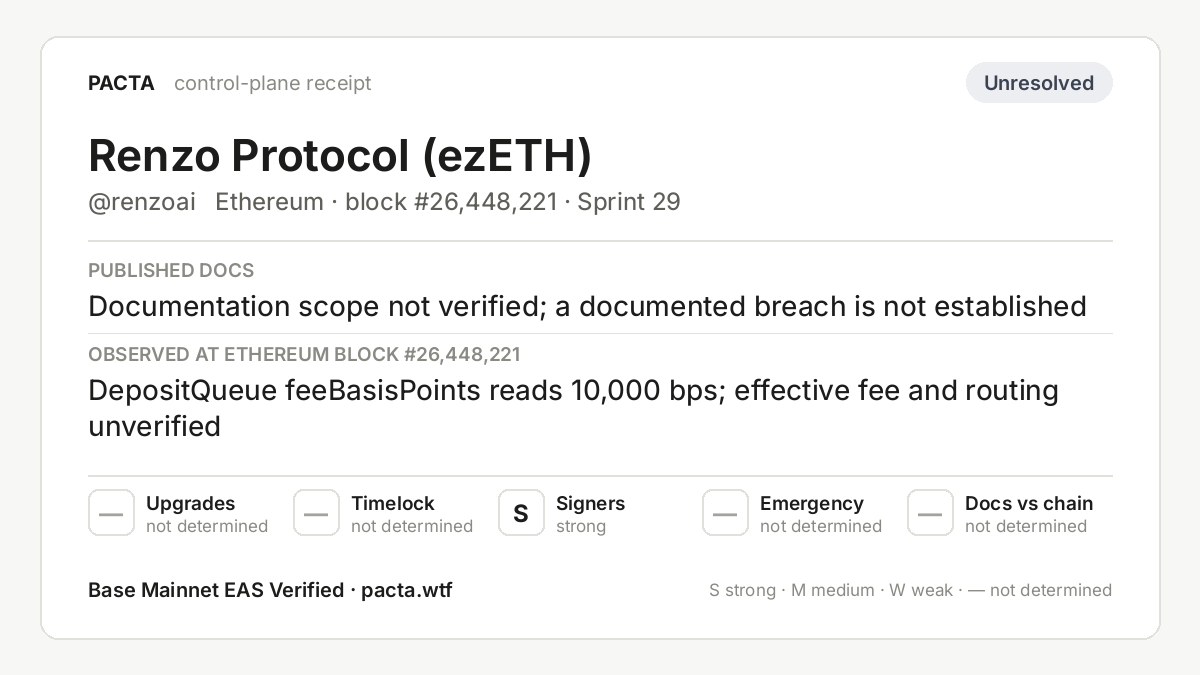 PACTA control-plane receipt
Unresolved
Renzo Protocol (ezETH)
@renzoai Ethereum · block #26,448,221 · Sprint 29
PUBLISHED DOCS
Documentation scope not verified; a documented breach is not established
OBSERVED AT ETHEREUM BLOCK #26,448,221
DepositQueue feeBasisPoints reads 10,000 bps; effective fee and routing
unverified
— Upgrades
not determined
— Timelock
not determined
S Signers
strong
— Emergency
not determined
— Docs vs chain
not determined
Base Mainnet EAS Verified · pacta.wtf
S strong · M medium · W weak · — not determined